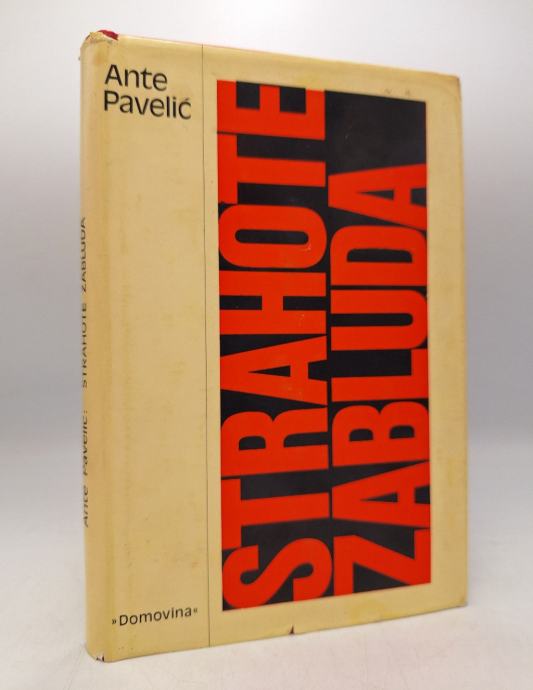 Ante
Pavelić
STRAHOTE
ZABLUDA
»Domovina«
Ante Pavelić: STRAHOTE ZABLUDA